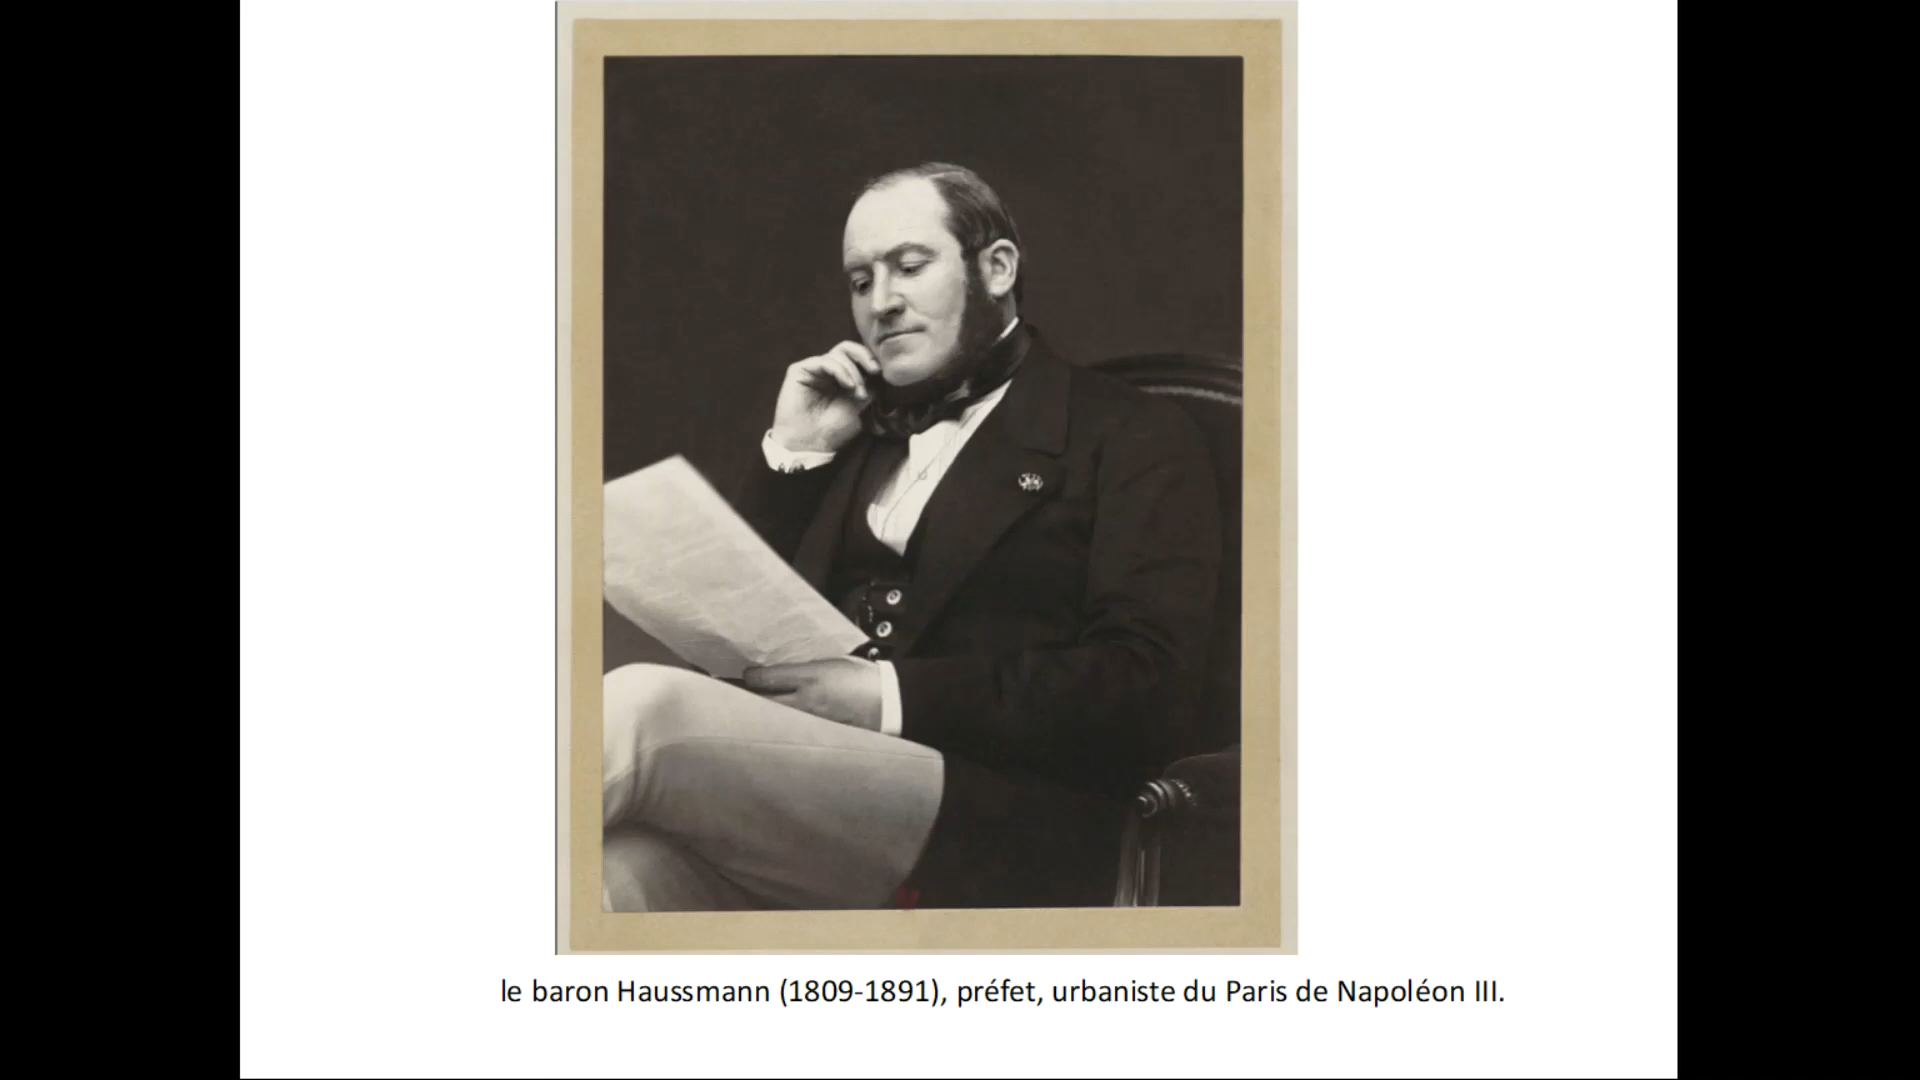 le baron Haussmann (1809-1891), préfet, urbaniste du Paris de Napoléon III.